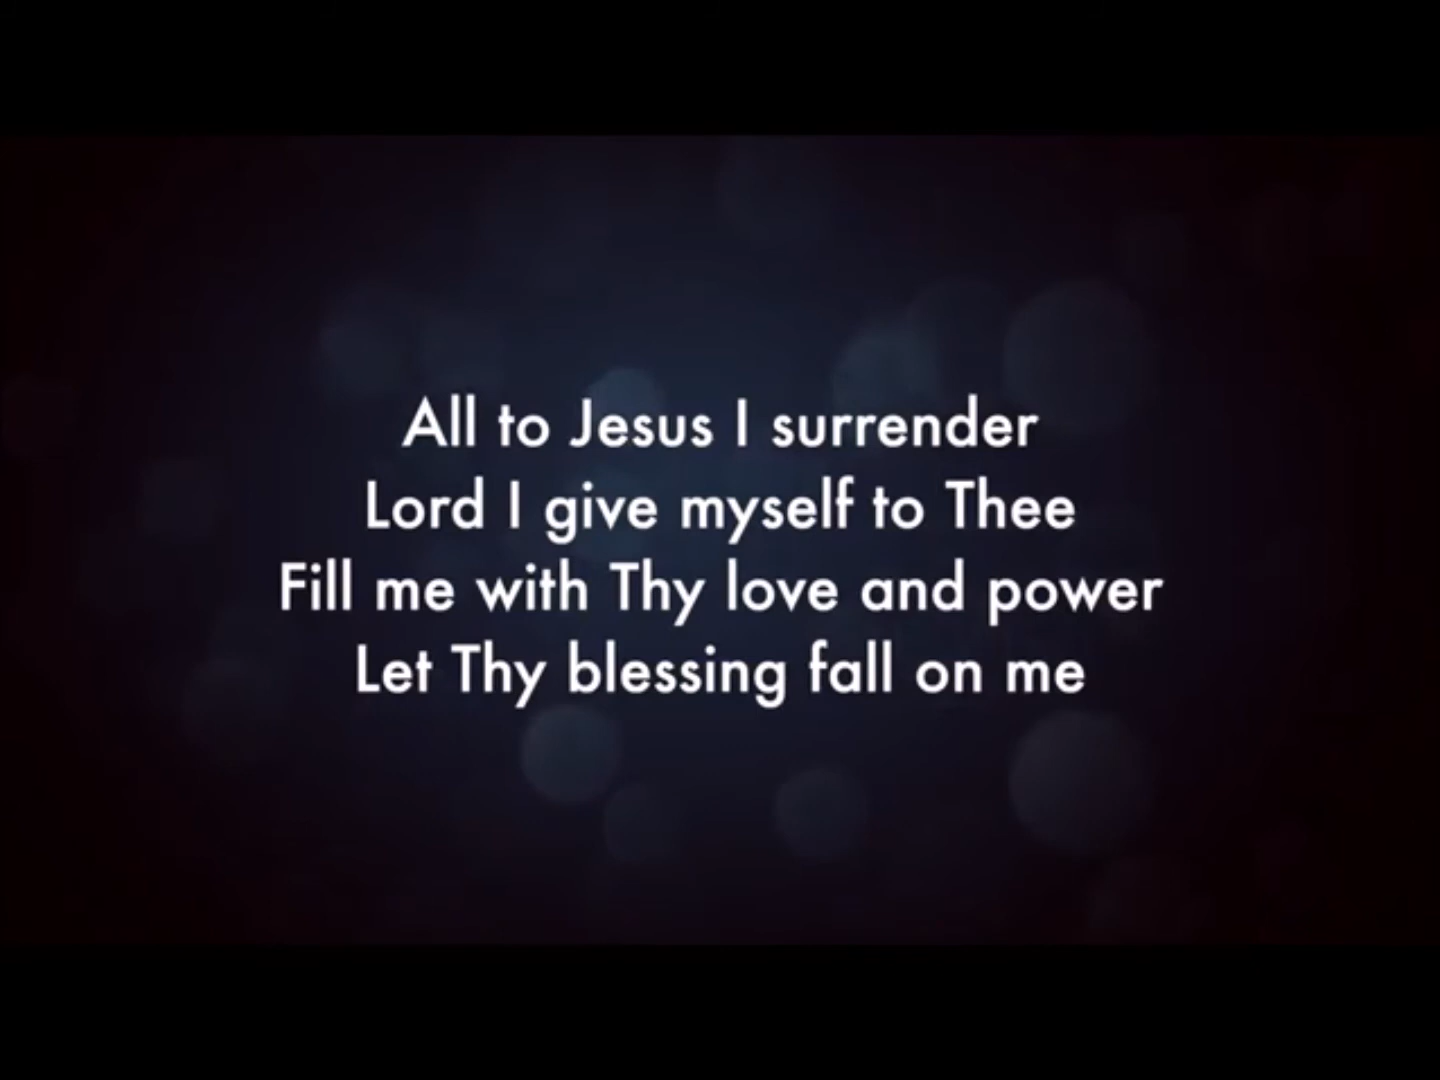 All to Jesus I surrender
Lord I give myself to Thee
Fill me with Thy love and power
Let Thy blessing fall on me